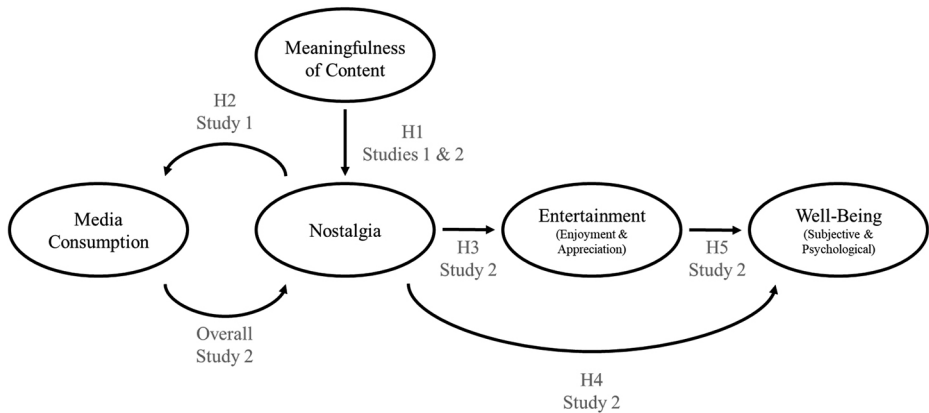 Meaningfulness
of Content
H2
Study 1
H1
Studies 1 & 2
Media
Consumption
Nostalgia
Entertainment
(Enjoyment &
Appreciation)
Well-Being
(Subjective &
Psychological)
H3
Study 2
H5
Study 2
Overall
Study 2
H4
Study 2